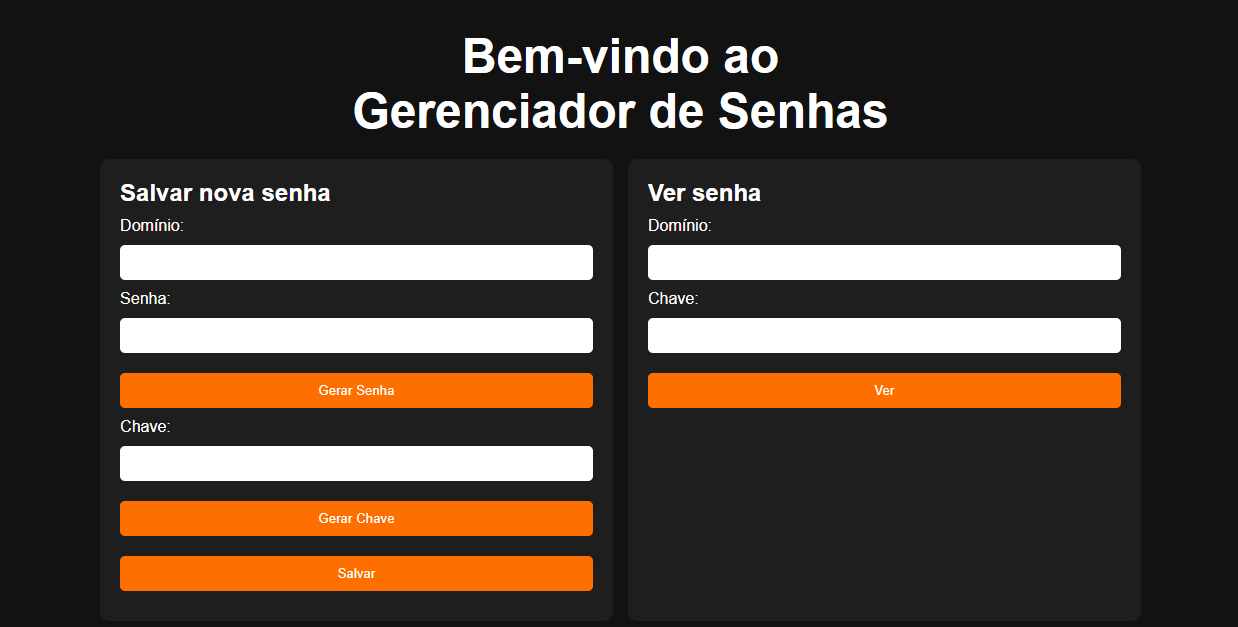 Bem-vindo ao
Gerenciador de Senhas
Salvar nova senha
Domínio:
Senha:
Gerar Senha
Chave:
Gerar Chave
Salvar
Ver senha
Domínio:
Chave:
Ver